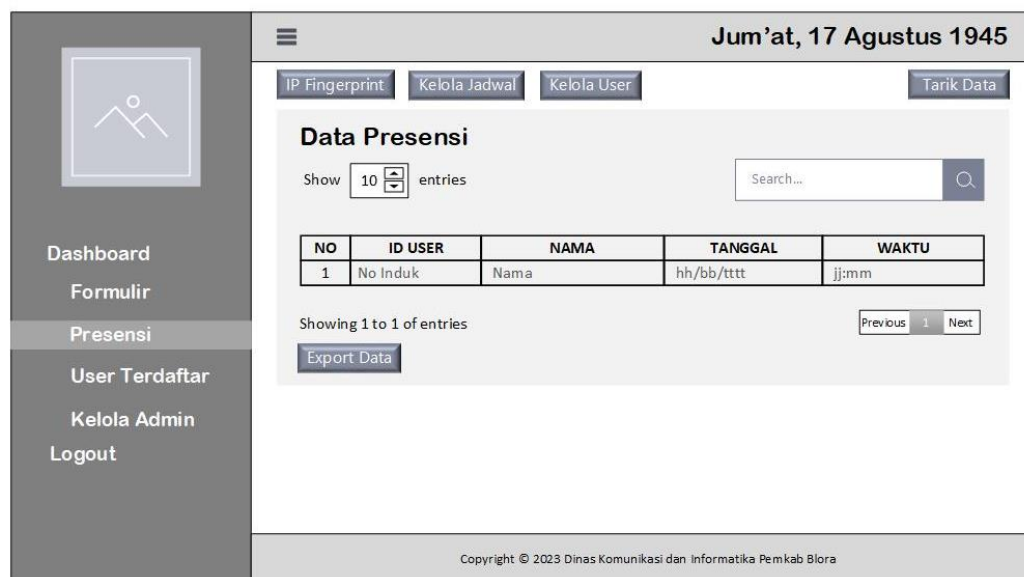 Jum'at, 17 Agustus 1945
IP Fingerprint Kelola Jadwal Kelola User Tarik Data
Data Presensi
Show 10 entries Search...
NO ID USER NAMA TANGGAL WAKTU
1 No Induk Nama hh/bb/tttt jj:mm
Showing 1 to 1 of entries Previous 1 Next
Export Data
Dashboard
Formulir
Presensi
User Terdaftar
Kelola Admin
Logout
Copyright © 2023 Dinas Komunikasi dan Informatika Pemkab Blora